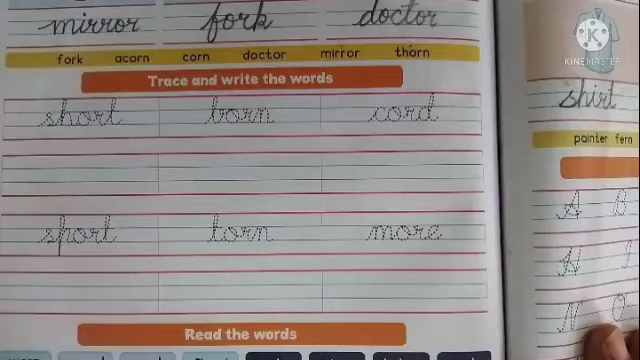 mirror fork doctor
fork acorn corn doctor mirror thorn
Trace and write the words
short born cord
sport torn more
Read the words
KINEMASTER
shirt
painter fern
A B
H I
N O